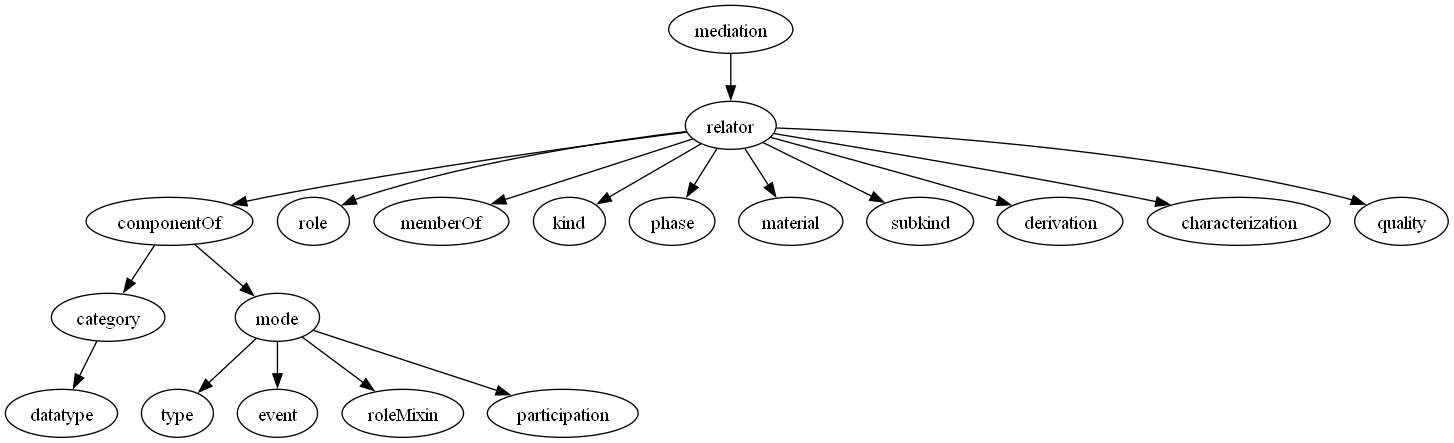 mediation
relator
componentOf
role
memberOf
kind
phase
material
subkind
derivation
characterization
quality
category
mode
datatype
type
event
roleMixin
participation